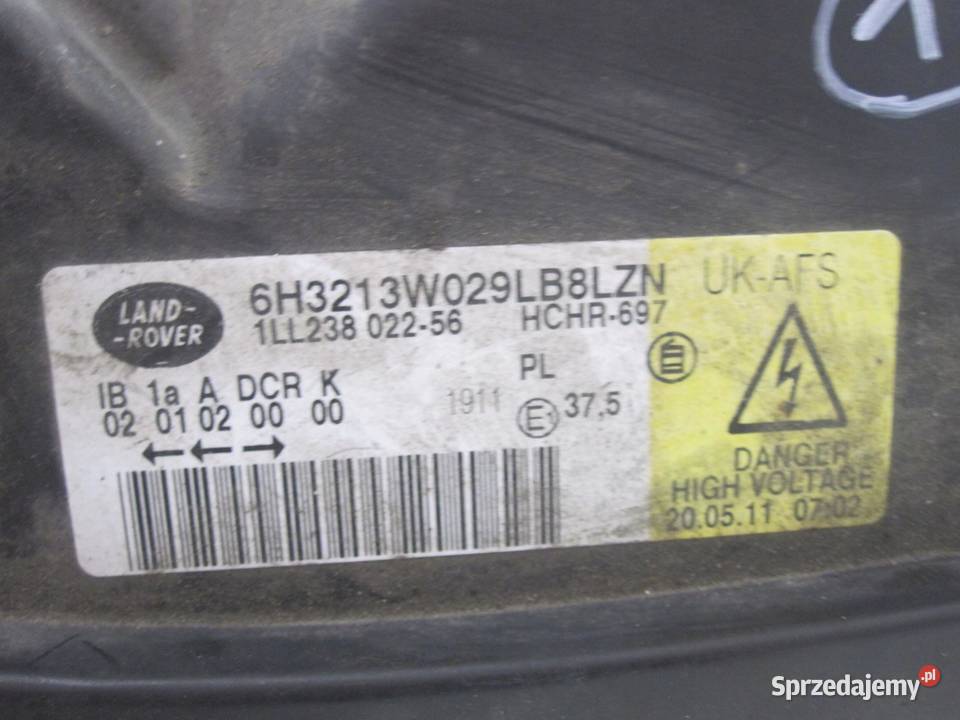 LAND-
-ROVER
6H3213W029LB8LZN
UK-AFS
1LL238 022-56 HCHR-697
PL
IB 1a A DCR K
02 01 02 00 00
1911
E1 37,5
DANGER
HIGH VOLTAGE
20.05.11 07:02
Sprzedajemy.pl